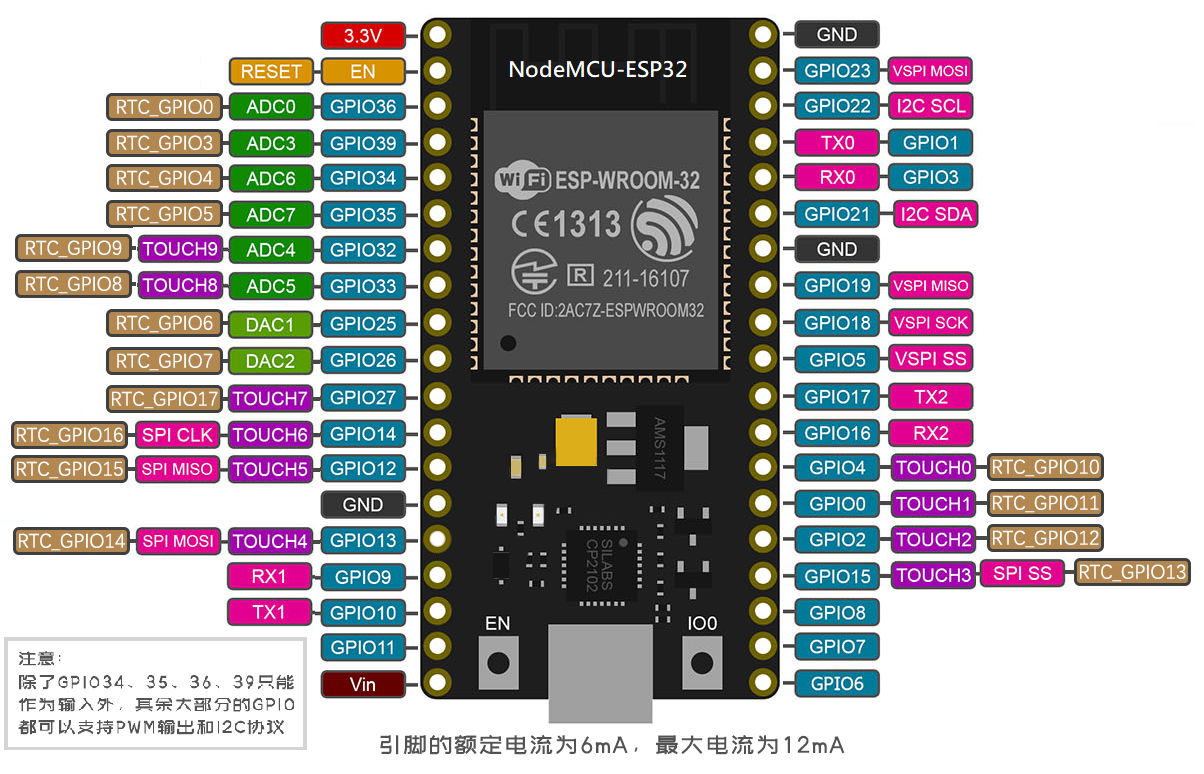 3.3V GND
NodeMCU-ESP32
RESET EN GPIO23 VSPI MOSI
RTC_GPIO0 ADC0 GPIO36 GPIO22 I2C SCL
RTC_GPIO3 ADC3 GPIO39 TX0 GPIO1
RTC_GPIO4 ADC6 GPIO34 WiFi ESP-WROOM-32 RX0 GPIO3
RTC_GPIO5 ADC7 GPIO35 CE1313 GPIO21 I2C SDA
RTC_GPIO9 TOUCH9 ADC4 GPIO32 GND
RTC_GPIO8 TOUCH8 ADC5 GPIO33 R 211-16107 GPIO19 VSPI MISO
FCC ID:2AC7Z-ESPWROOM32
RTC_GPIO6 DAC1 GPIO25 GPIO18 VSPI SCK
RTC_GPIO7 DAC2 GPIO26 GPIO5 VSPI SS
RTC_GPIO17 TOUCH7 GPIO27 GPIO17 TX2
RTC_GPIO16 SPI CLK TOUCH6 GPIO14 AMS1117 GPIO16 RX2
RTC_GPIO15 SPI MISO TOUCH5 GPIO12 GPIO4 TOUCH0 RTC_GPIO10
GND GPIO0 TOUCH1 RTC_GPIO11
RTC_GPIO14 SPI MOSI TOUCH4 GPIO13 GPIO2 TOUCH2 RTC_GPIO12
SILABS
CP2102
RX1 GPIO9 GPIO15 TOUCH3 SPI SS RTC_GPIO13
TX1 GPIO10 GPIO8
EN IO0
GPIO11 GPIO7
Vin GPIO6
注意:
除了GPIO34、35、36、39只能
作为输入外，其余大部分的GPIO
都可以支持PWM输出和I2C协议
引脚的额定电流为6mA，最大电流为12mA